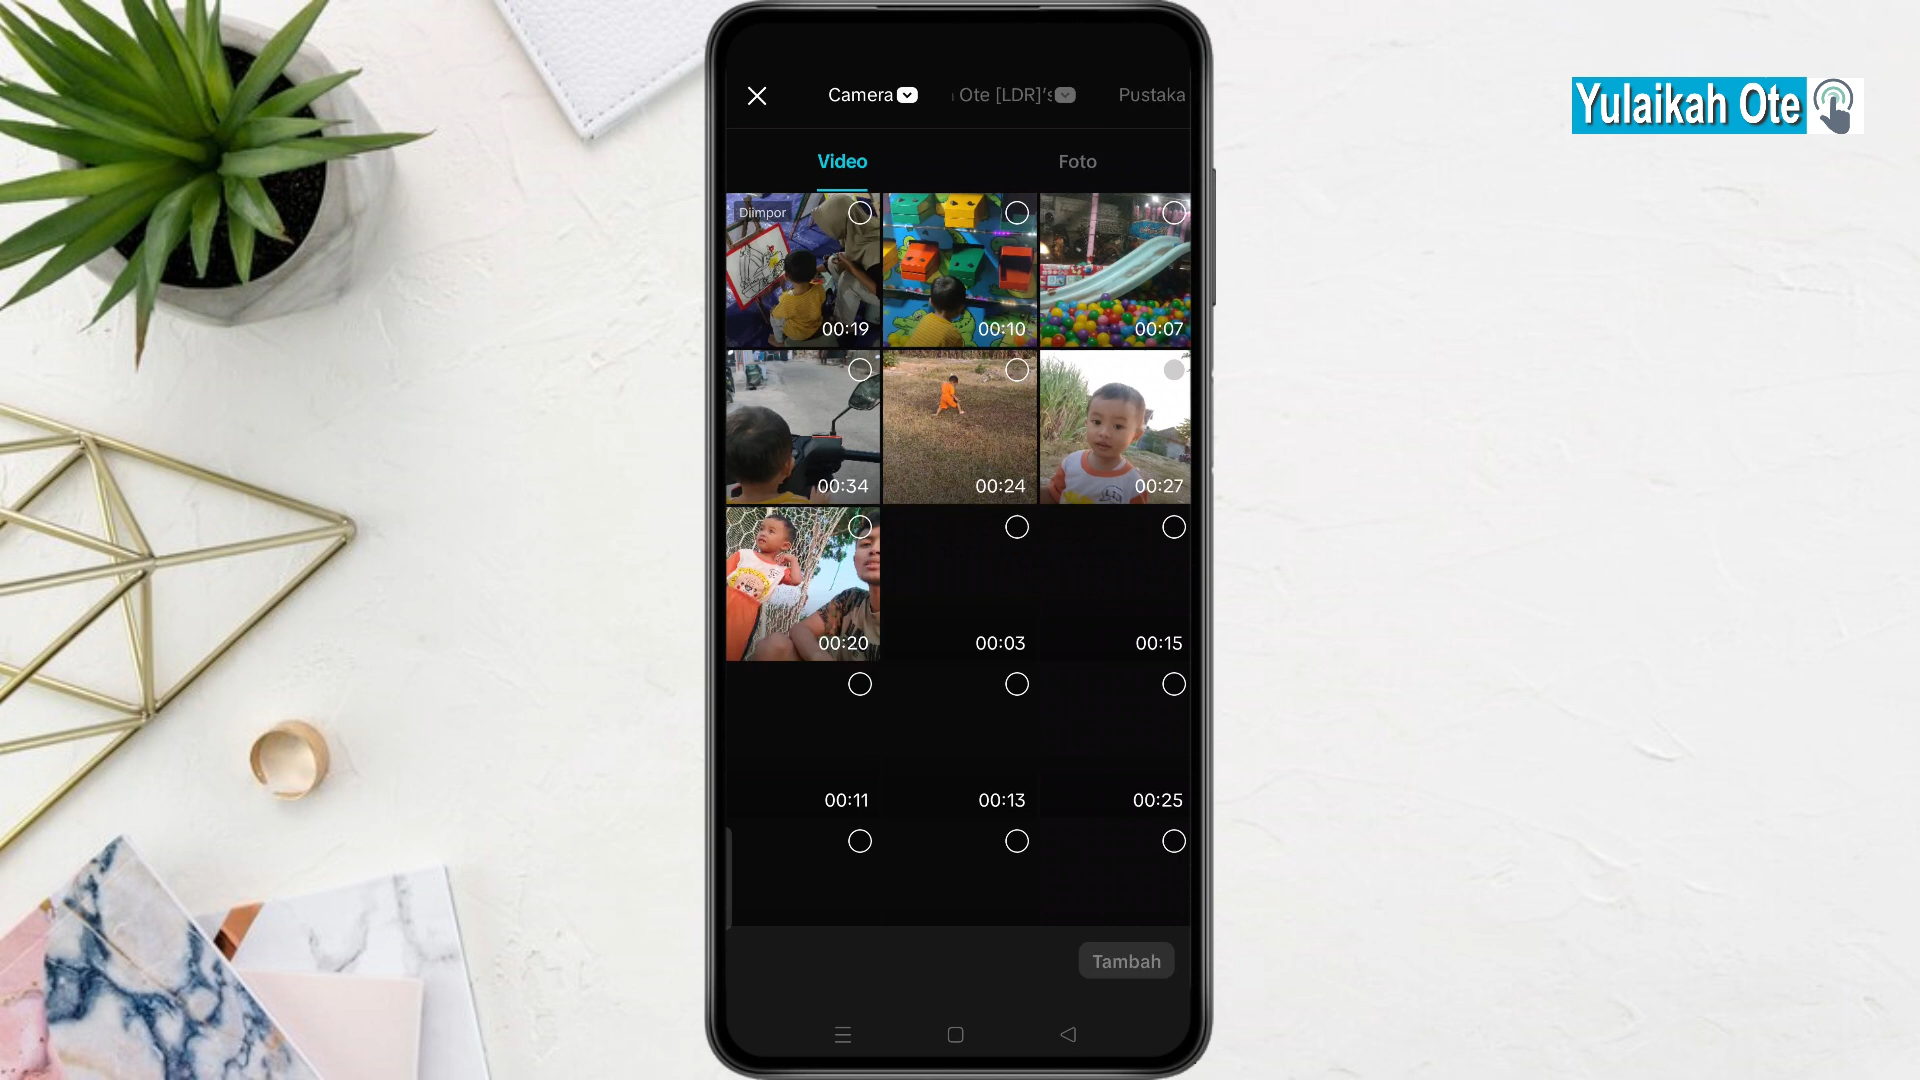 Camera
Ote [LDR]'s
Pustaka
Yulaikah Ote
Video
Foto
Diimpor
00:19
00:10
00:07
00:34
00:24
00:27
00:20
00:03
00:15
00:11
00:13
00:25
Tambah